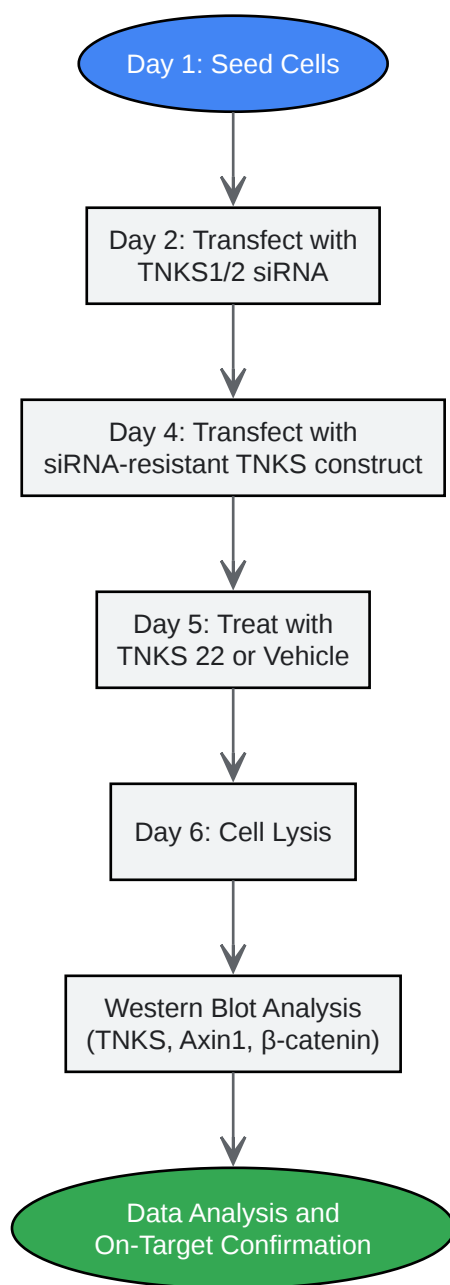 Day 1: Seed Cells
Day 2: Transfect with
TNKS1/2 siRNA
Day 4: Transfect with
siRNA-resistant TNKS construct
Day 5: Treat with
TNKS 22 or Vehicle
Day 6: Cell Lysis
Western Blot Analysis
(TNKS, Axin1, β-catenin)
Data Analysis and
On-Target Confirmation